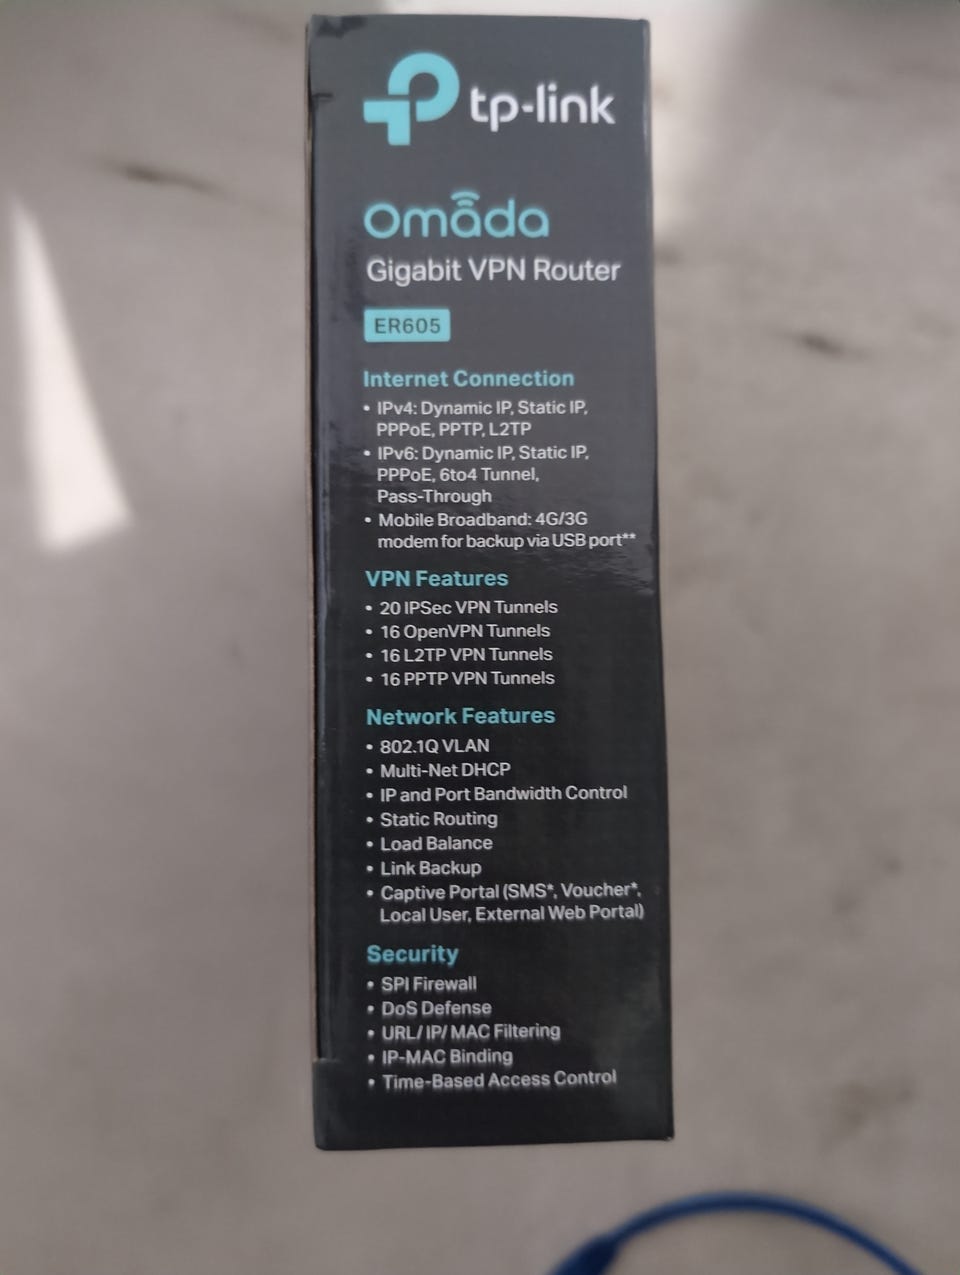 tp-link
omada
Gigabit VPN Router
ER605
Internet Connection
• IPv4: Dynamic IP, Static IP,
PPPoE, PPTP, L2TP
• IPv6: Dynamic IP, Static IP,
PPPoE, 6to4 Tunnel,
Pass-Through
• Mobile Broadband: 4G/3G
modem for backup via USB port**
VPN Features
• 20 IPSec VPN Tunnels
• 16 OpenVPN Tunnels
• 16 L2TP VPN Tunnels
• 16 PPTP VPN Tunnels
Network Features
• 802.1Q VLAN
• Multi-Net DHCP
• IP and Port Bandwidth Control
• Static Routing
• Load Balance
• Link Backup
• Captive Portal (SMS*, Voucher*,
Local User, External Web Portal)
Security
• SPI Firewall
• DoS Defense
• URL/ IP/ MAC Filtering
• IP-MAC Binding
• Time-Based Access Control